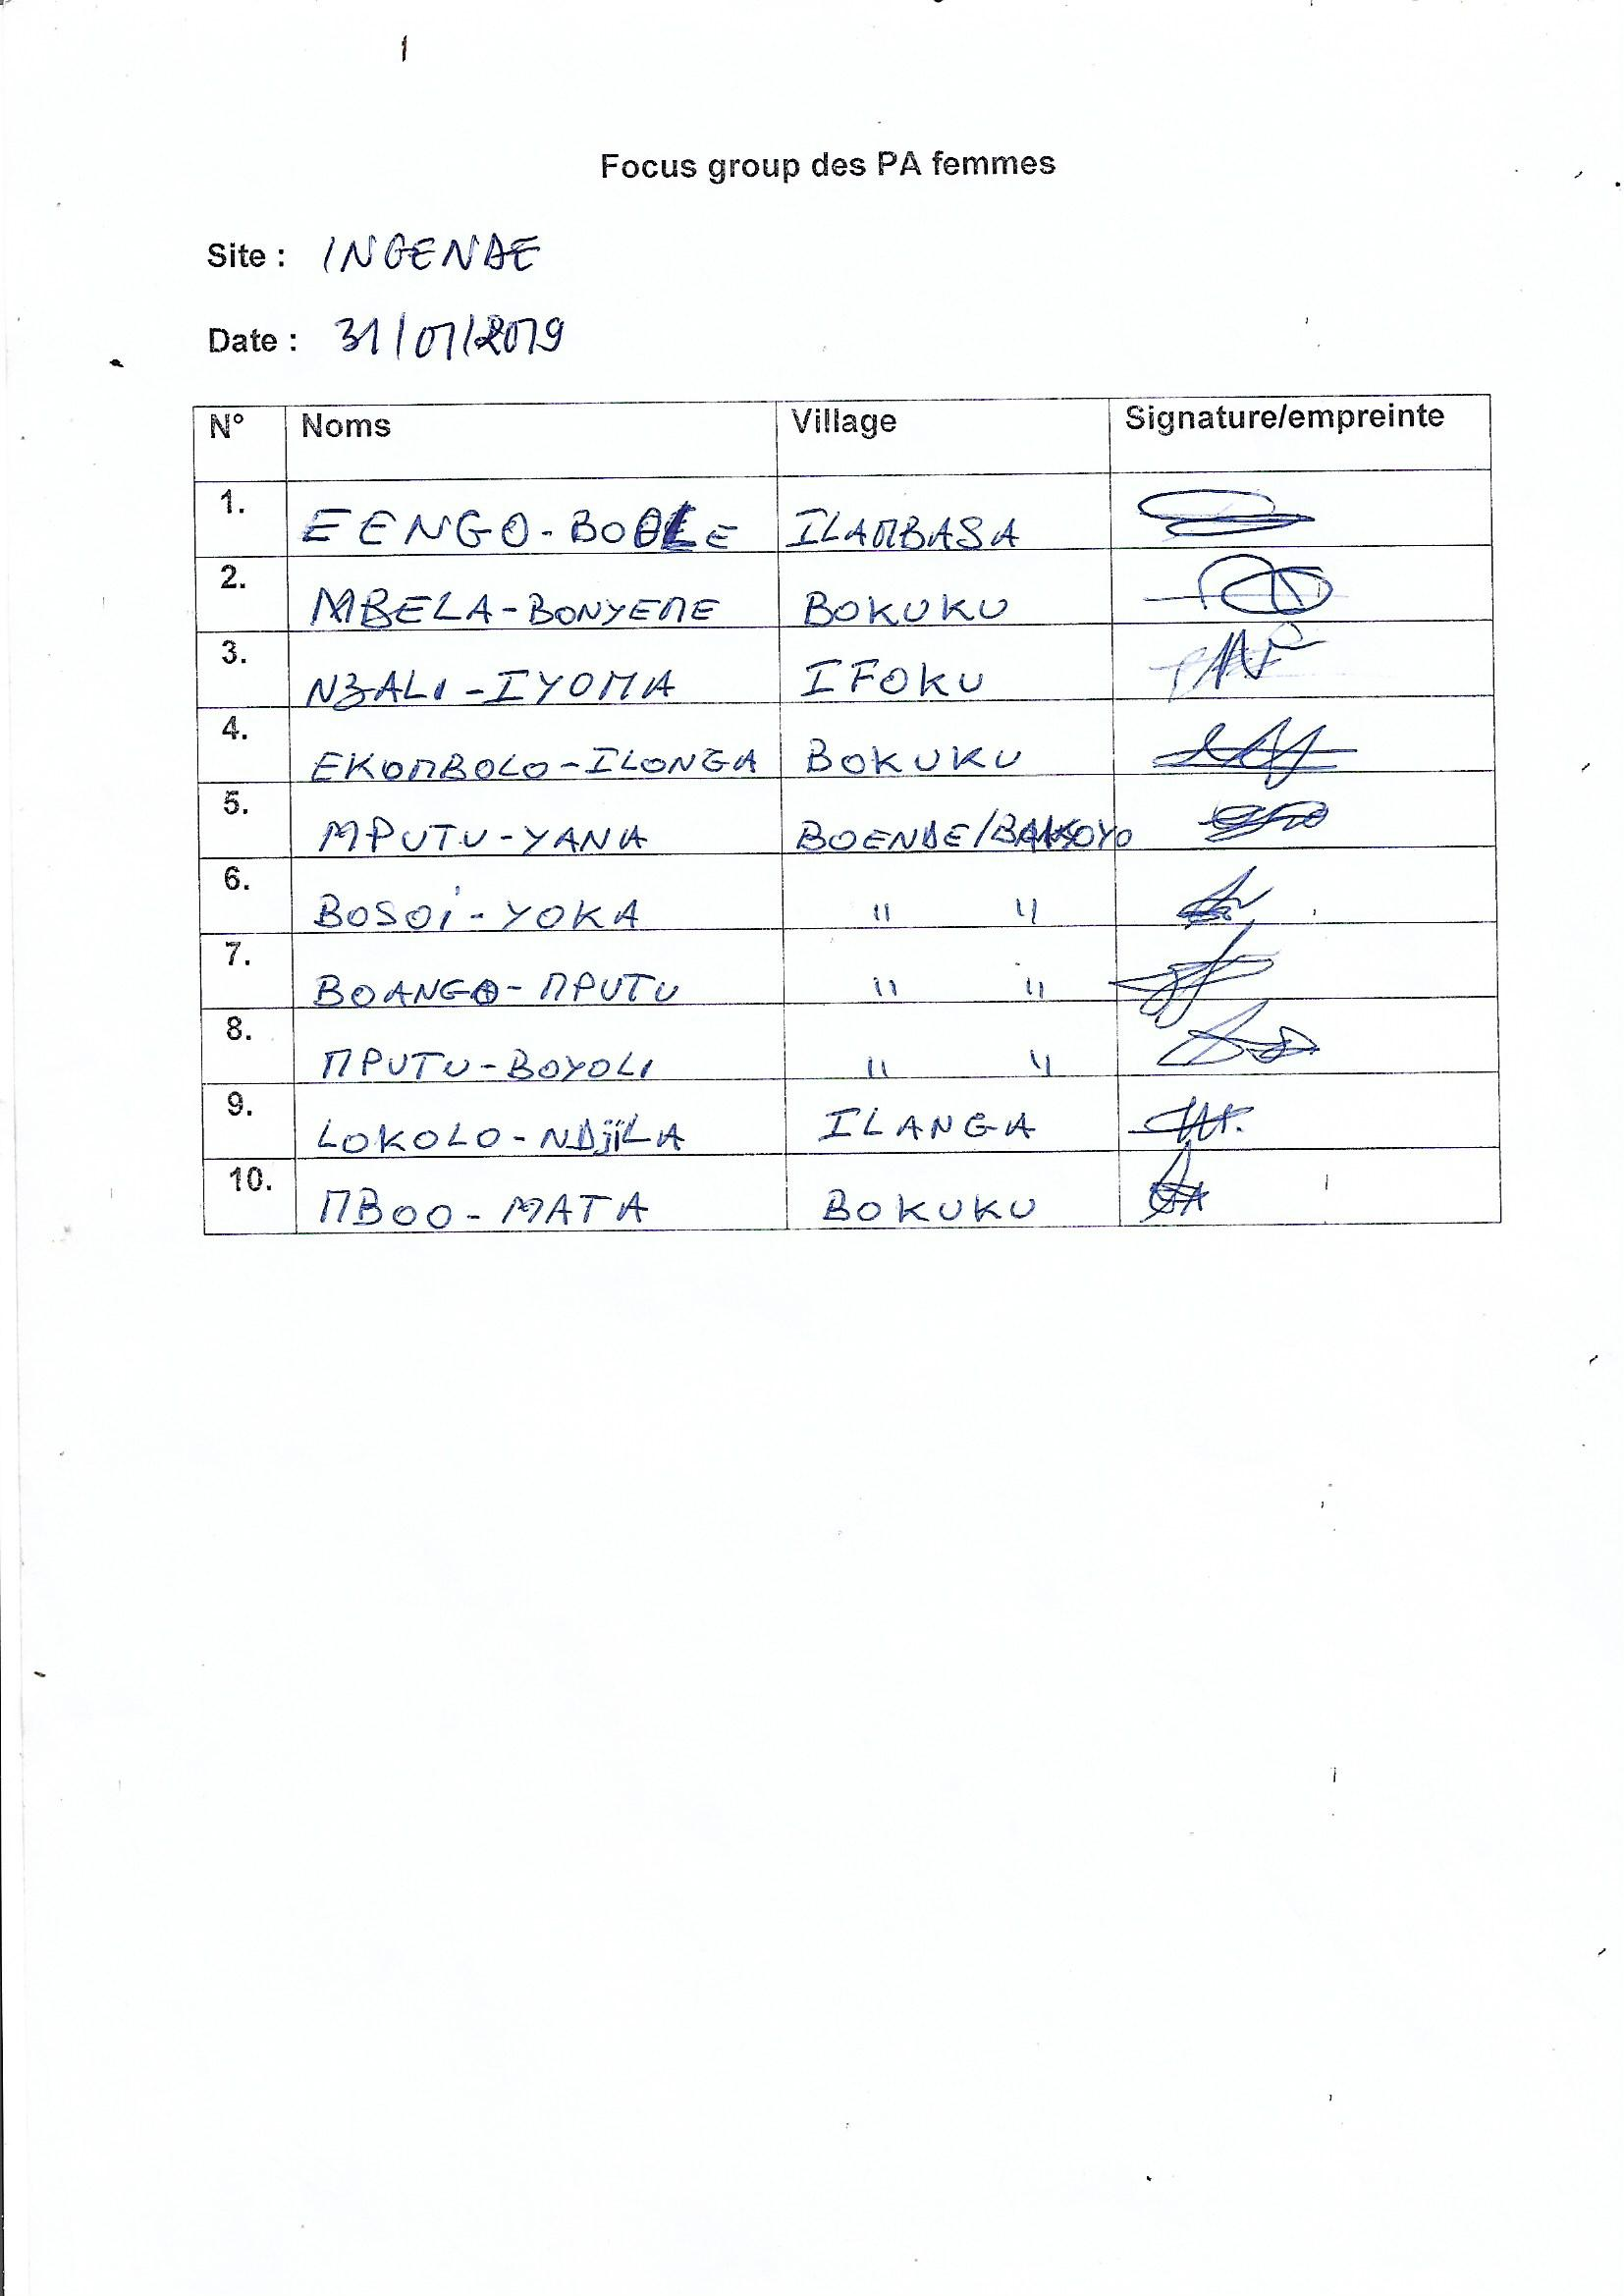 Focus group des PA femmes
Site : INGENDE
Date : 31/07/2019
N° Noms Village Signature/empreinte
1. EENGO-BOOLE ILAMBASA
2. MBELA-BONYEME BOKUKU
3. NZALI-IYOMA IFOKU
4. EKOMBOLO-ILONGA BOKUKU
5. MPUTU-YANA BOENDE/
6. BOSOI-YOKA " "
7. BOANGO-MPUTU " "
8. MPUTU-BOYOLI " "
9. LOKOLO-NDJILA ILANGA
10. MBOO-MATA BOKUKU